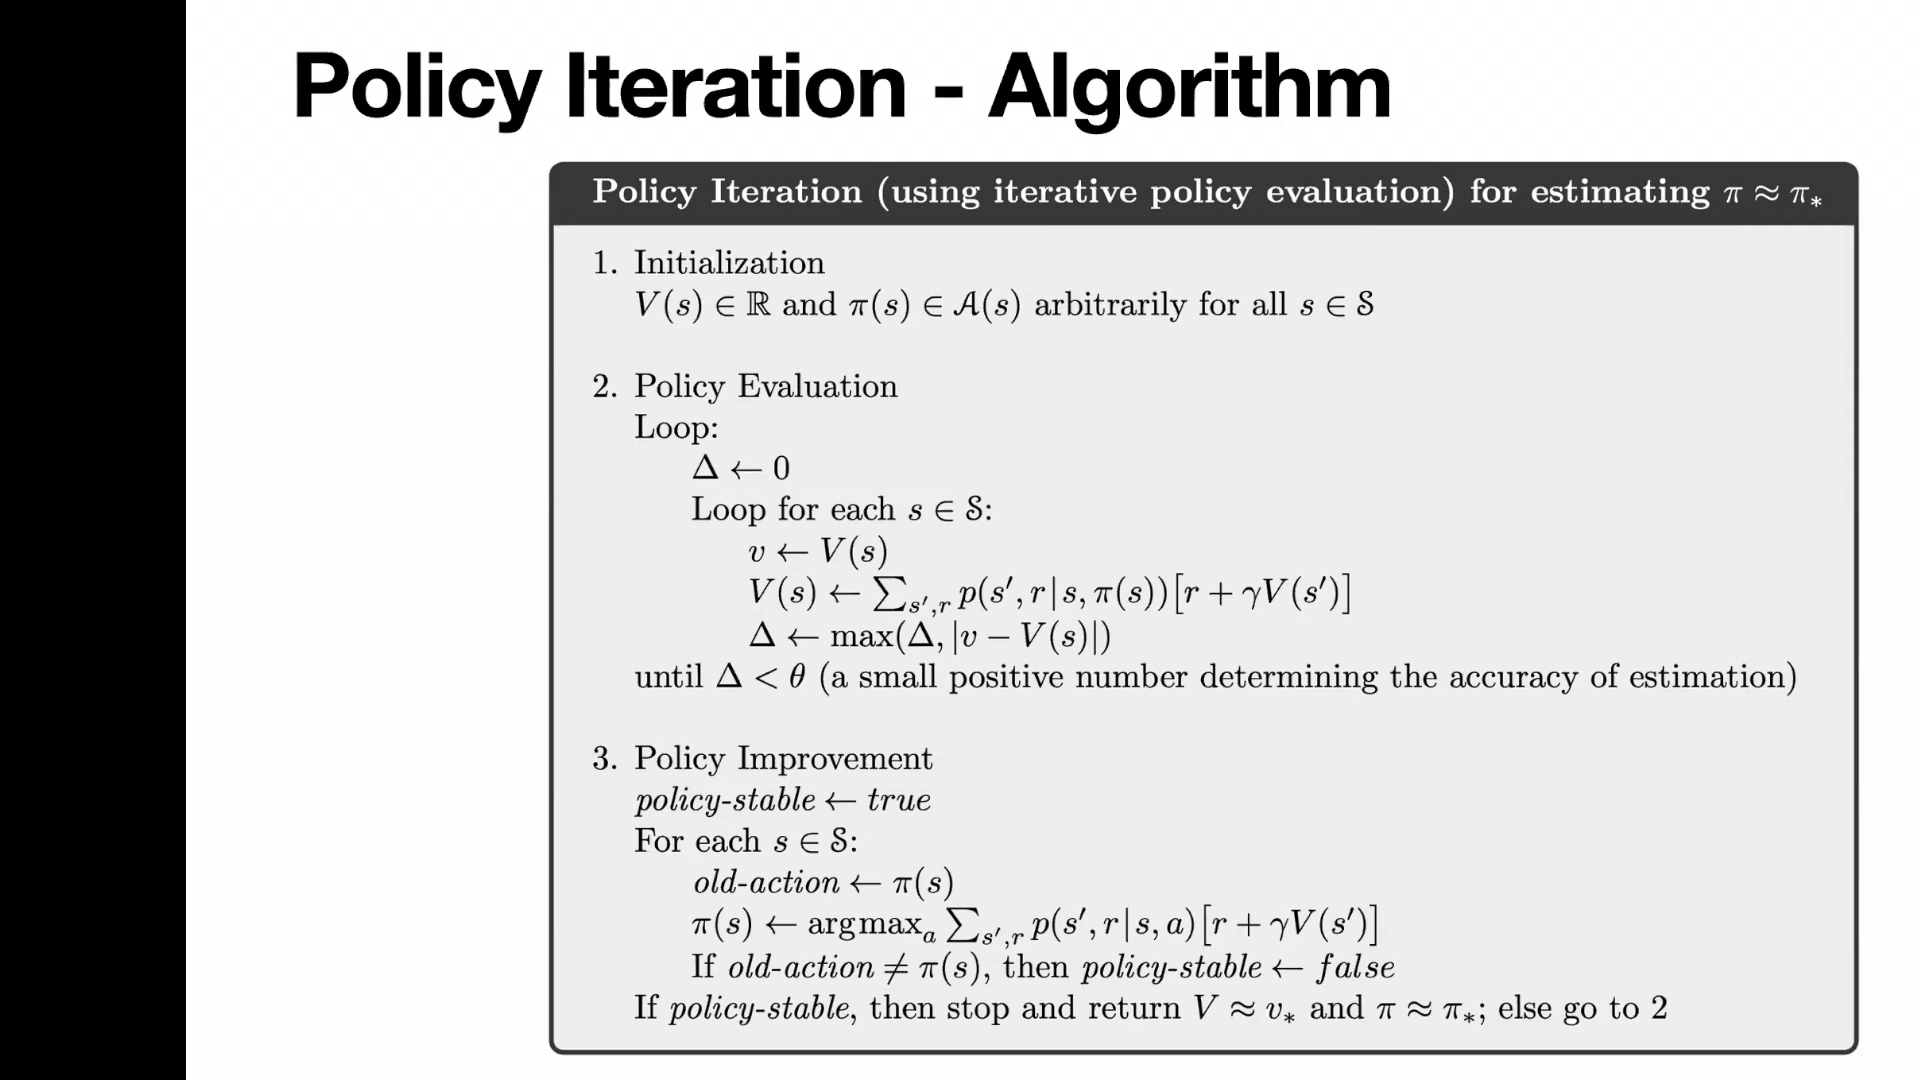 Policy Iteration - Algorithm
Policy Iteration (using iterative policy evaluation) for estimating π ≈ π∗
1. Initialization
V(s) ∈ ℝ and π(s) ∈ 𝒜(s) arbitrarily for all s ∈ 𝒮
2. Policy Evaluation
Loop:
Δ ← 0
Loop for each s ∈ 𝒮:
v ← V(s)
V(s) ← ∑_{s′,r} p(s′, r|s, π(s))[r + γV(s′)]
Δ ← max(Δ, |v − V(s)|)
until Δ < θ (a small positive number determining the accuracy of estimation)
3. Policy Improvement
policy-stable ← true
For each s ∈ 𝒮:
old-action ← π(s)
π(s) ← argmax_a ∑_{s′,r} p(s′, r|s, a)[r + γV(s′)]
If old-action ≠ π(s), then policy-stable ← false
If policy-stable, then stop and return V ≈ v∗ and π ≈ π∗; else go to 2